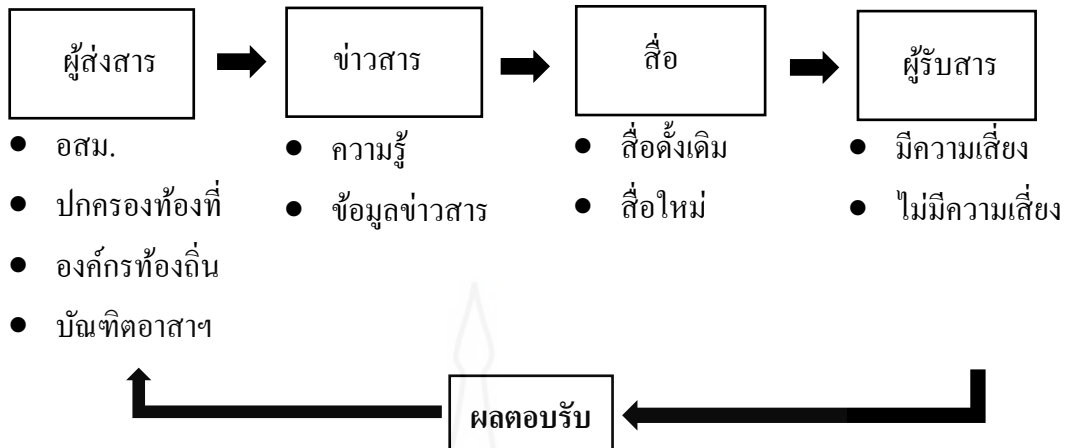 ผู้ส่งสาร
ข่าวสาร
สื่อ
ผู้รับสาร
อสม.
ปกครองท้องที่
องค์กรท้องถิ่น
บัณฑิตอาสาฯ
ความรู้
ข้อมูลข่าวสาร
สื่อดั้งเดิม
สื่อใหม่
มีความเสี่ยง
ไม่มีความเสี่ยง
ผลตอบรับ